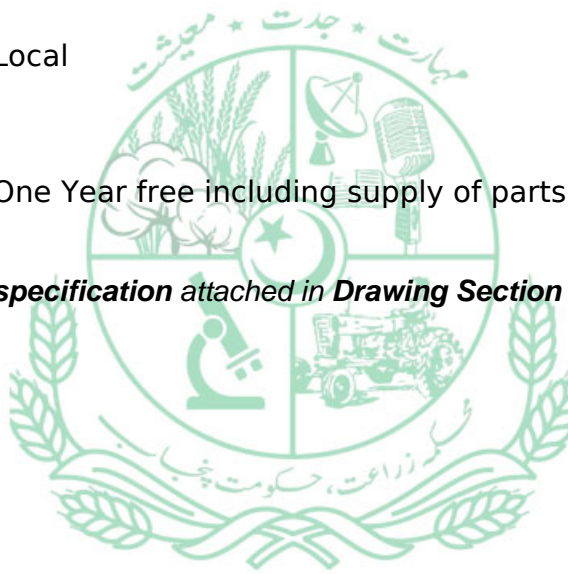 مہارت ٭ جدت ٭ معیشت
Local
One Year free including supply of parts
specification attached in Drawing Section
محکمہ زراعت، حکومت پنجاب